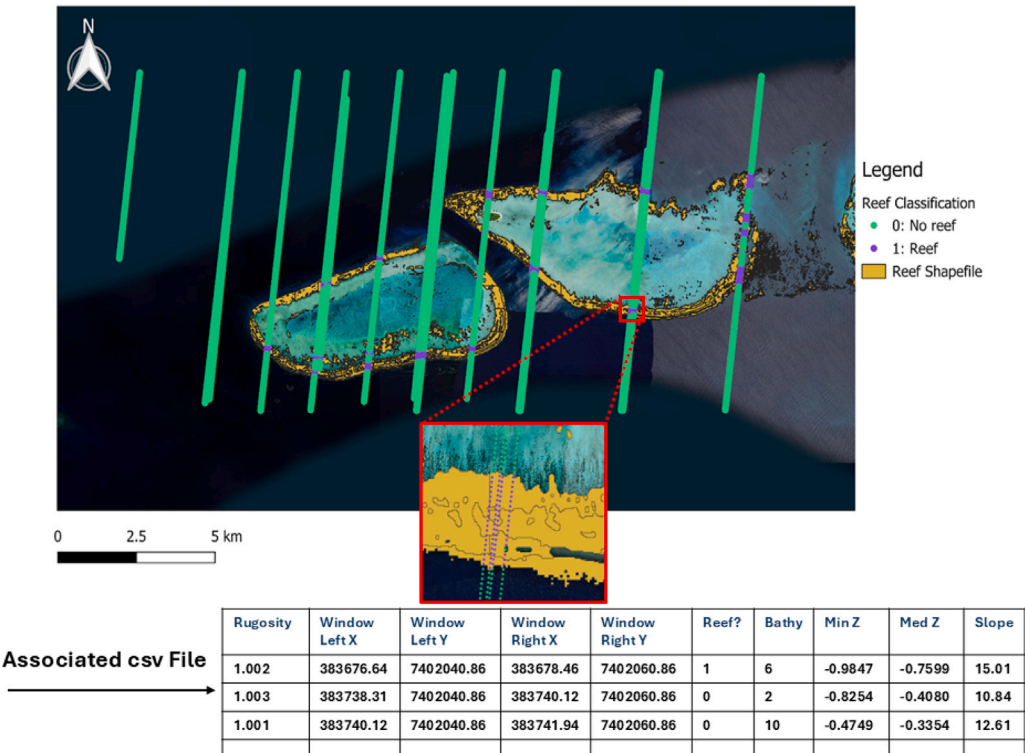 N
Legend
Reef Classification
0: No reef
1: Reef
Reef Shapefile
0 2.5 5 km
Associated csv File
Rugosity Window Left X Window Left Y Window Right X Window Right Y Reef? Bathy Min Z Med Z Slope
1.002 383676.64 7402040.86 383678.46 7402060.86 1 6 -0.9847 -0.7599 15.01
1.003 383738.31 7402040.86 383740.12 7402060.86 0 2 -0.8254 -0.4080 10.84
1.001 383740.12 7402040.86 383741.94 7402060.86 0 10 -0.4749 -0.3354 12.61